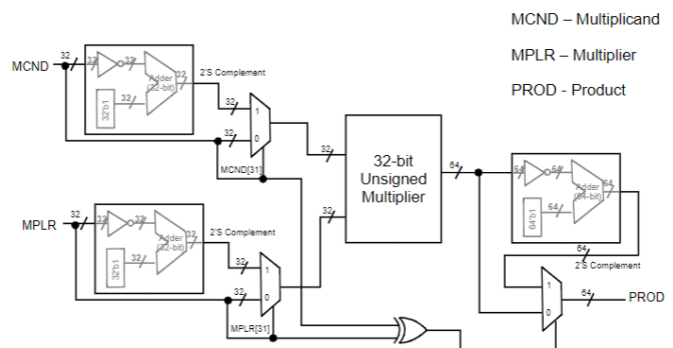 MCND – Multiplicand
MPLR – Multiplier
PROD - Product
MCND
32
32
32
Adder
(32-bit)
32
32
32'b1
2'S Complement
32
1
32
0
MCND[31]
32
32-bit
Unsigned
Multiplier
64
64
64
Adder
(64-bit)
64
64
64'b1
64
2'S Complement
1
0
64
PROD
MPLR
32
32
32
Adder
(32-bit)
32
32
32'b1
2'S Complement
32
1
32
0
MPLR[31]
32